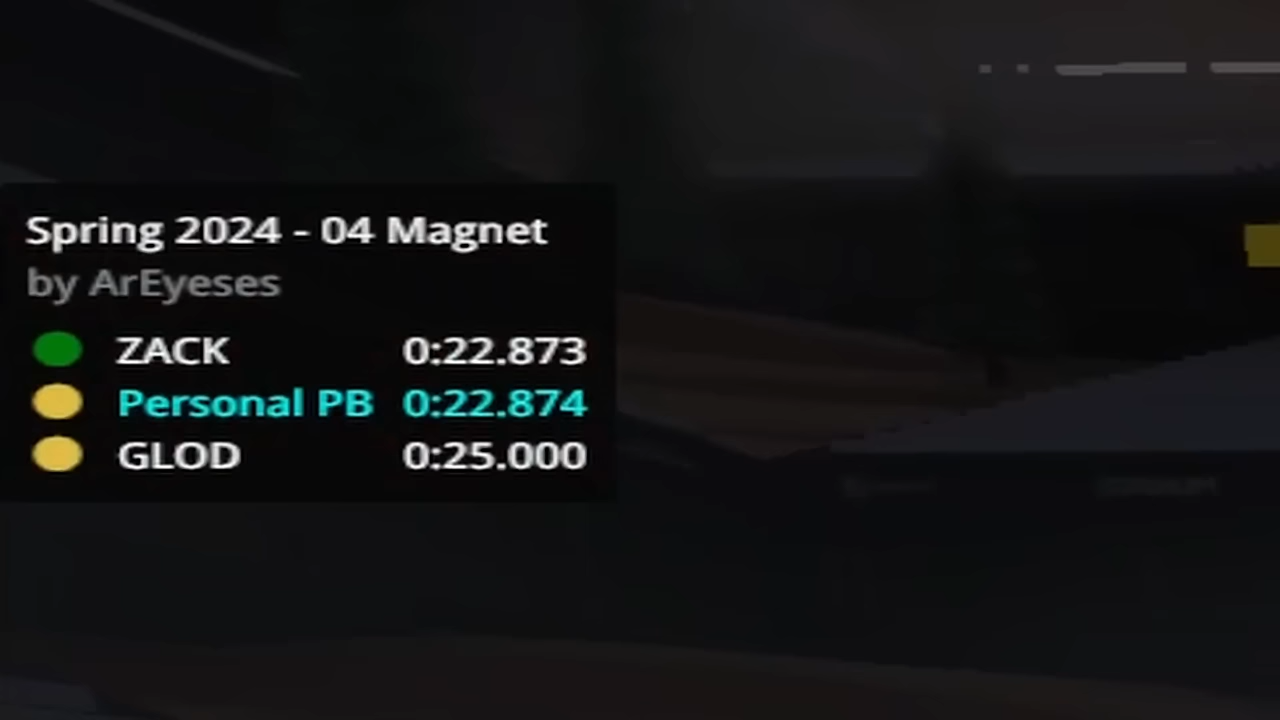 Spring 2024 - 04 Magnet
by ArEyeses
ZACK 0:22.873
Personal PB 0:22.874
GLOD 0:25.000